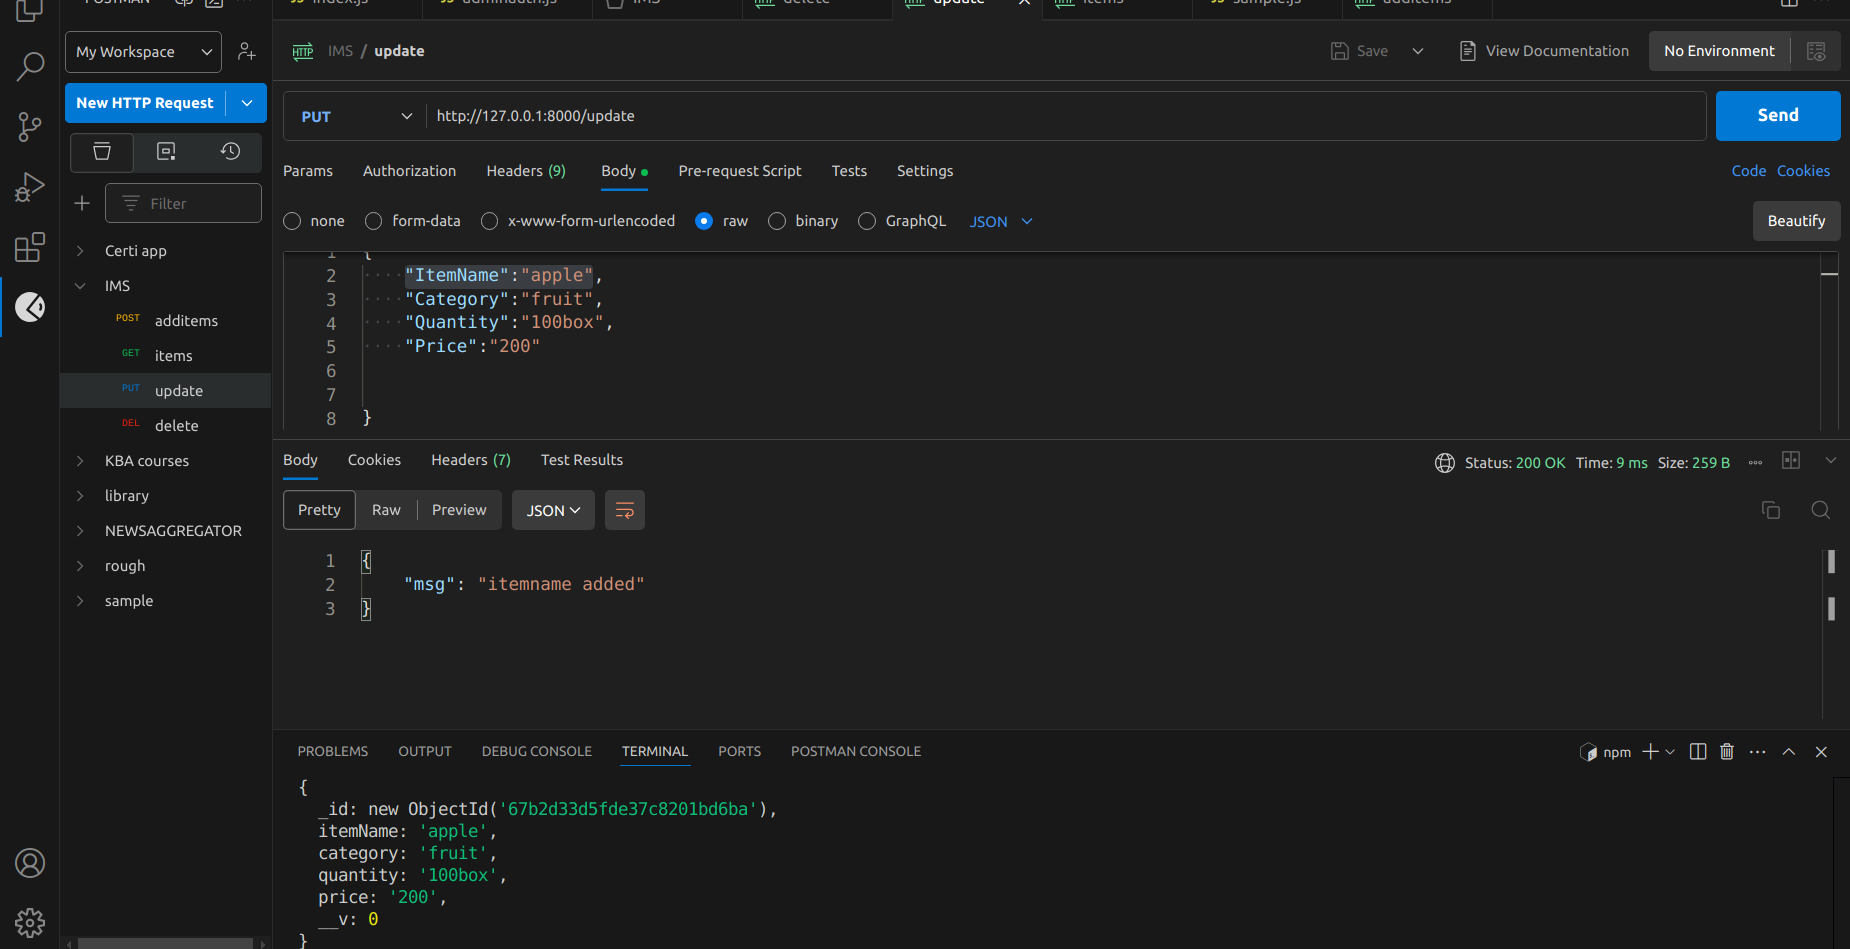 POSTMAN
index.js
adminauth.js
IMS
delete
update
items
sample.js
additems
My Workspace
IMS / update
Save
View Documentation
No Environment
New HTTP Request
PUT
http://127.0.0.1:8000/update
Send
Params
Authorization
Headers (9)
Body
Pre-request Script
Tests
Settings
Code
Cookies
Filter
none
form-data
x-www-form-urlencoded
raw
binary
GraphQL
JSON
Beautify
Certi app
IMS
POST additems
GET items
PUT update
DEL delete
KBA courses
library
NEWSAGGREGATOR
rough
sample
1 {
2 "ItemName":"apple",
3 "Category":"fruit",
4 "Quantity":"100box",
5 "Price":"200"
6
7
8 }
Body
Cookies
Headers (7)
Test Results
Status: 200 OK
Time: 9 ms
Size: 259 B
Pretty
Raw
Preview
JSON
1 {
2 "msg": "itemname added"
3 }
PROBLEMS
OUTPUT
DEBUG CONSOLE
TERMINAL
PORTS
POSTMAN CONSOLE
npm
{
_id: new ObjectId('67b2d33d5fde37c8201bd6ba'),
itemName: 'apple',
category: 'fruit',
quantity: '100box',
price: '200',
__v: 0
}